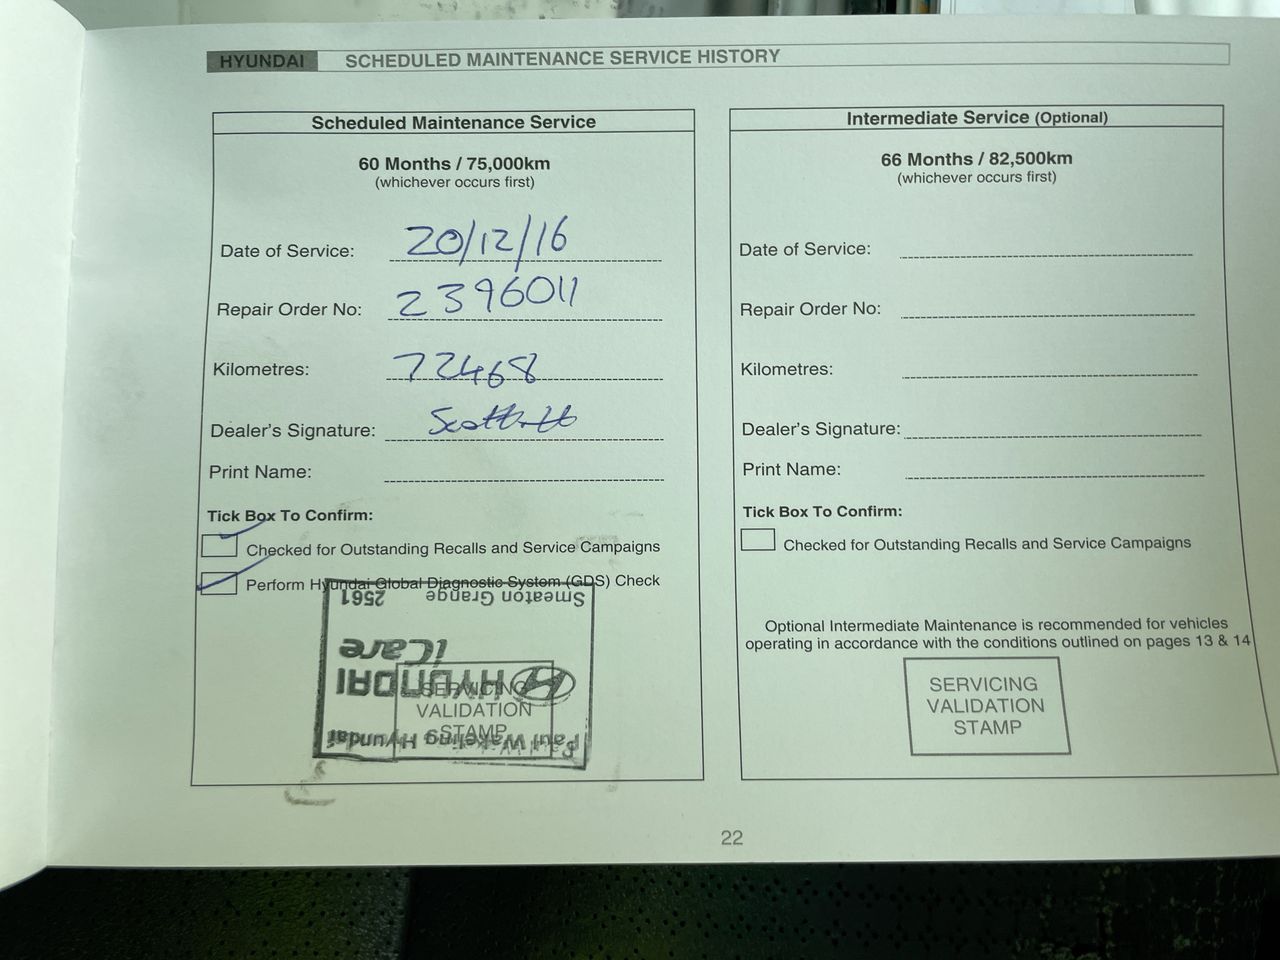 HYUNDAI SCHEDULED MAINTENANCE SERVICE HISTORY
Scheduled Maintenance Service
60 Months / 75,000km
(whichever occurs first)
Date of Service: 20/12/16
Repair Order No: 2396011
Kilometres: 72468
Dealer's Signature:
Print Name:
Tick Box To Confirm:
Checked for Outstanding Recalls and Service Campaigns
Perform Hyundai Global Diagnostic System (GDS) Check
SERVICING
VALIDATION
STAMP
Paul Wakeling Hyundai
HYUNDAI
iCare
Smeaton Grange 2561
Intermediate Service (Optional)
66 Months / 82,500km
(whichever occurs first)
Date of Service:
Repair Order No:
Kilometres:
Dealer's Signature:
Print Name:
Tick Box To Confirm:
Checked for Outstanding Recalls and Service Campaigns
Optional Intermediate Maintenance is recommended for vehicles
operating in accordance with the conditions outlined on pages 13 & 14
SERVICING
VALIDATION
STAMP
22